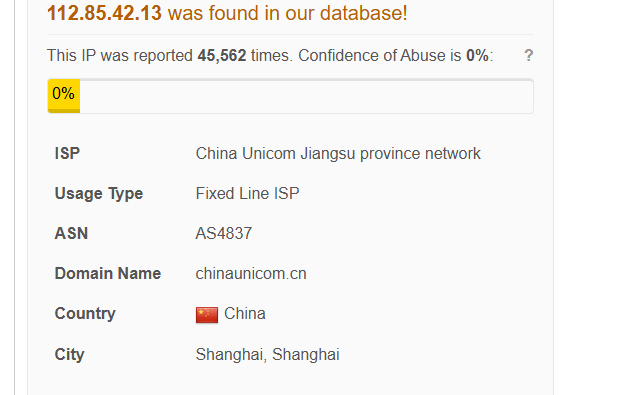 112.85.42.13 was found in our database!
This IP was reported 45,562 times. Confidence of Abuse is 0%: ?
0%
ISP China Unicom Jiangsu province network
Usage Type Fixed Line ISP
ASN AS4837
Domain Name chinaunicom.cn
Country China
City Shanghai, Shanghai